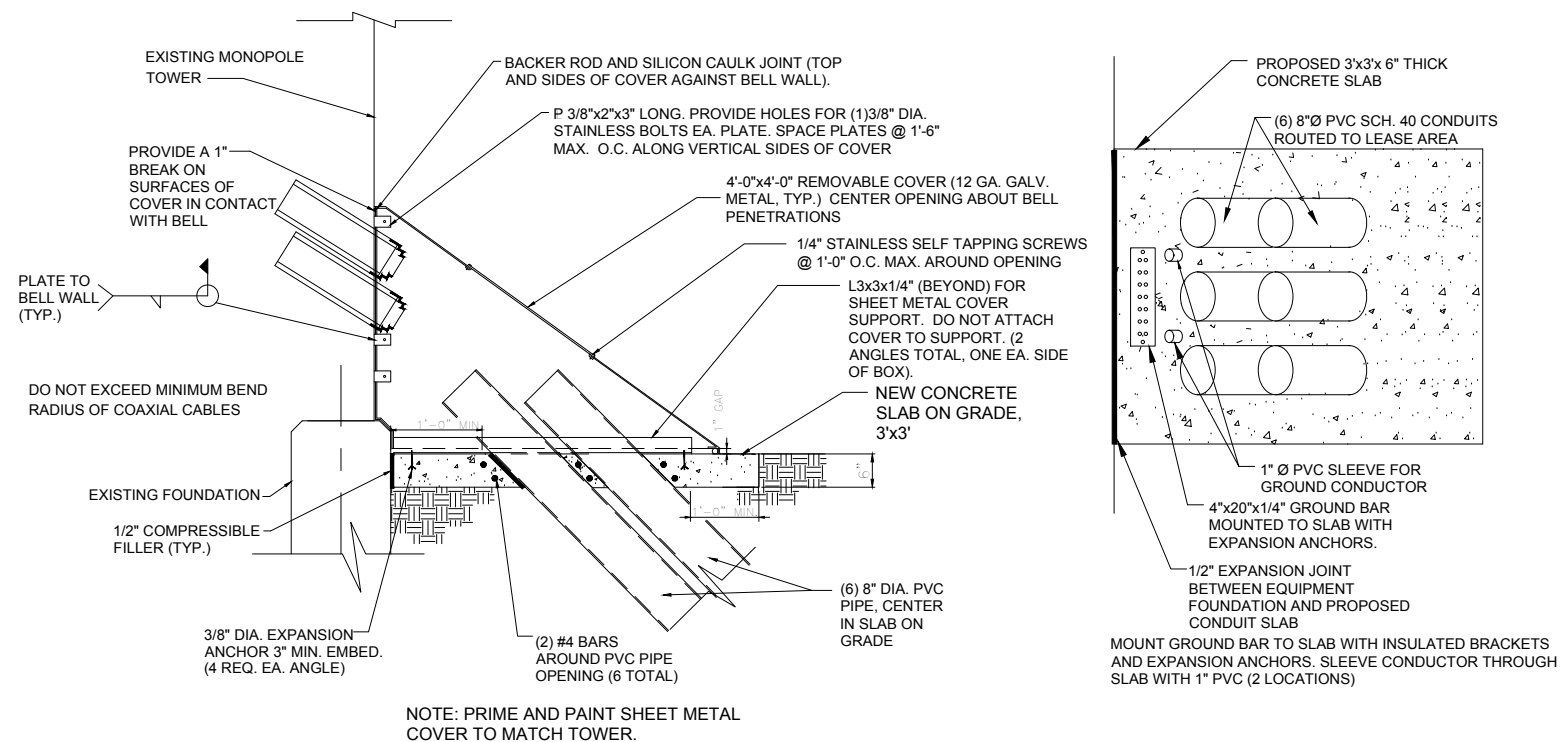 EXISTING MONOPOLE
TOWER
BACKER ROD AND SILICON CAULK JOINT (TOP
AND SIDES OF COVER AGAINST BELL WALL).
P 3/8"x2"x3" LONG. PROVIDE HOLES FOR (1)3/8" DIA.
STAINLESS BOLTS EA. PLATE. SPACE PLATES @ 1'-6"
MAX. O.C. ALONG VERTICAL SIDES OF COVER
PROVIDE A 1"
BREAK ON
SURFACES OF
COVER IN CONTACT
WITH BELL
4'-0"x4'-0" REMOVABLE COVER (12 GA. GALV.
METAL, TYP.) CENTER OPENING ABOUT BELL
PENETRATIONS
1/4" STAINLESS SELF TAPPING SCREWS
@ 1'-0" O.C. MAX. AROUND OPENING
PLATE TO
BELL WALL
(TYP.)
L3x3x1/4" (BEYOND) FOR
SHEET METAL COVER
SUPPORT. DO NOT ATTACH
COVER TO SUPPORT. (2
ANGLES TOTAL, ONE EA. SIDE
OF BOX).
DO NOT EXCEED MINIMUM BEND
RADIUS OF COAXIAL CABLES
NEW CONCRETE
SLAB ON GRADE,
3'x3'
1'-0" MIN.
1" GAP
6"
1'-0" MIN.
EXISTING FOUNDATION
1/2" COMPRESSIBLE
FILLER (TYP.)
3/8" DIA. EXPANSION
ANCHOR 3" MIN. EMBED.
(4 REQ. EA. ANGLE)
(2) #4 BARS
AROUND PVC PIPE
OPENING (6 TOTAL)
(6) 8" DIA. PVC
PIPE, CENTER
IN SLAB ON
GRADE
NOTE: PRIME AND PAINT SHEET METAL
COVER TO MATCH TOWER.
PROPOSED 3'x3'x 6" THICK
CONCRETE SLAB
(6) 8"Ø PVC SCH. 40 CONDUITS
ROUTED TO LEASE AREA
1" Ø PVC SLEEVE FOR
GROUND CONDUCTOR
4"x20"x1/4" GROUND BAR
MOUNTED TO SLAB WITH
EXPANSION ANCHORS.
1/2" EXPANSION JOINT
BETWEEN EQUIPMENT
FOUNDATION AND PROPOSED
CONDUIT SLAB
MOUNT GROUND BAR TO SLAB WITH INSULATED BRACKETS
AND EXPANSION ANCHORS. SLEEVE CONDUCTOR THROUGH
SLAB WITH 1" PVC (2 LOCATIONS)